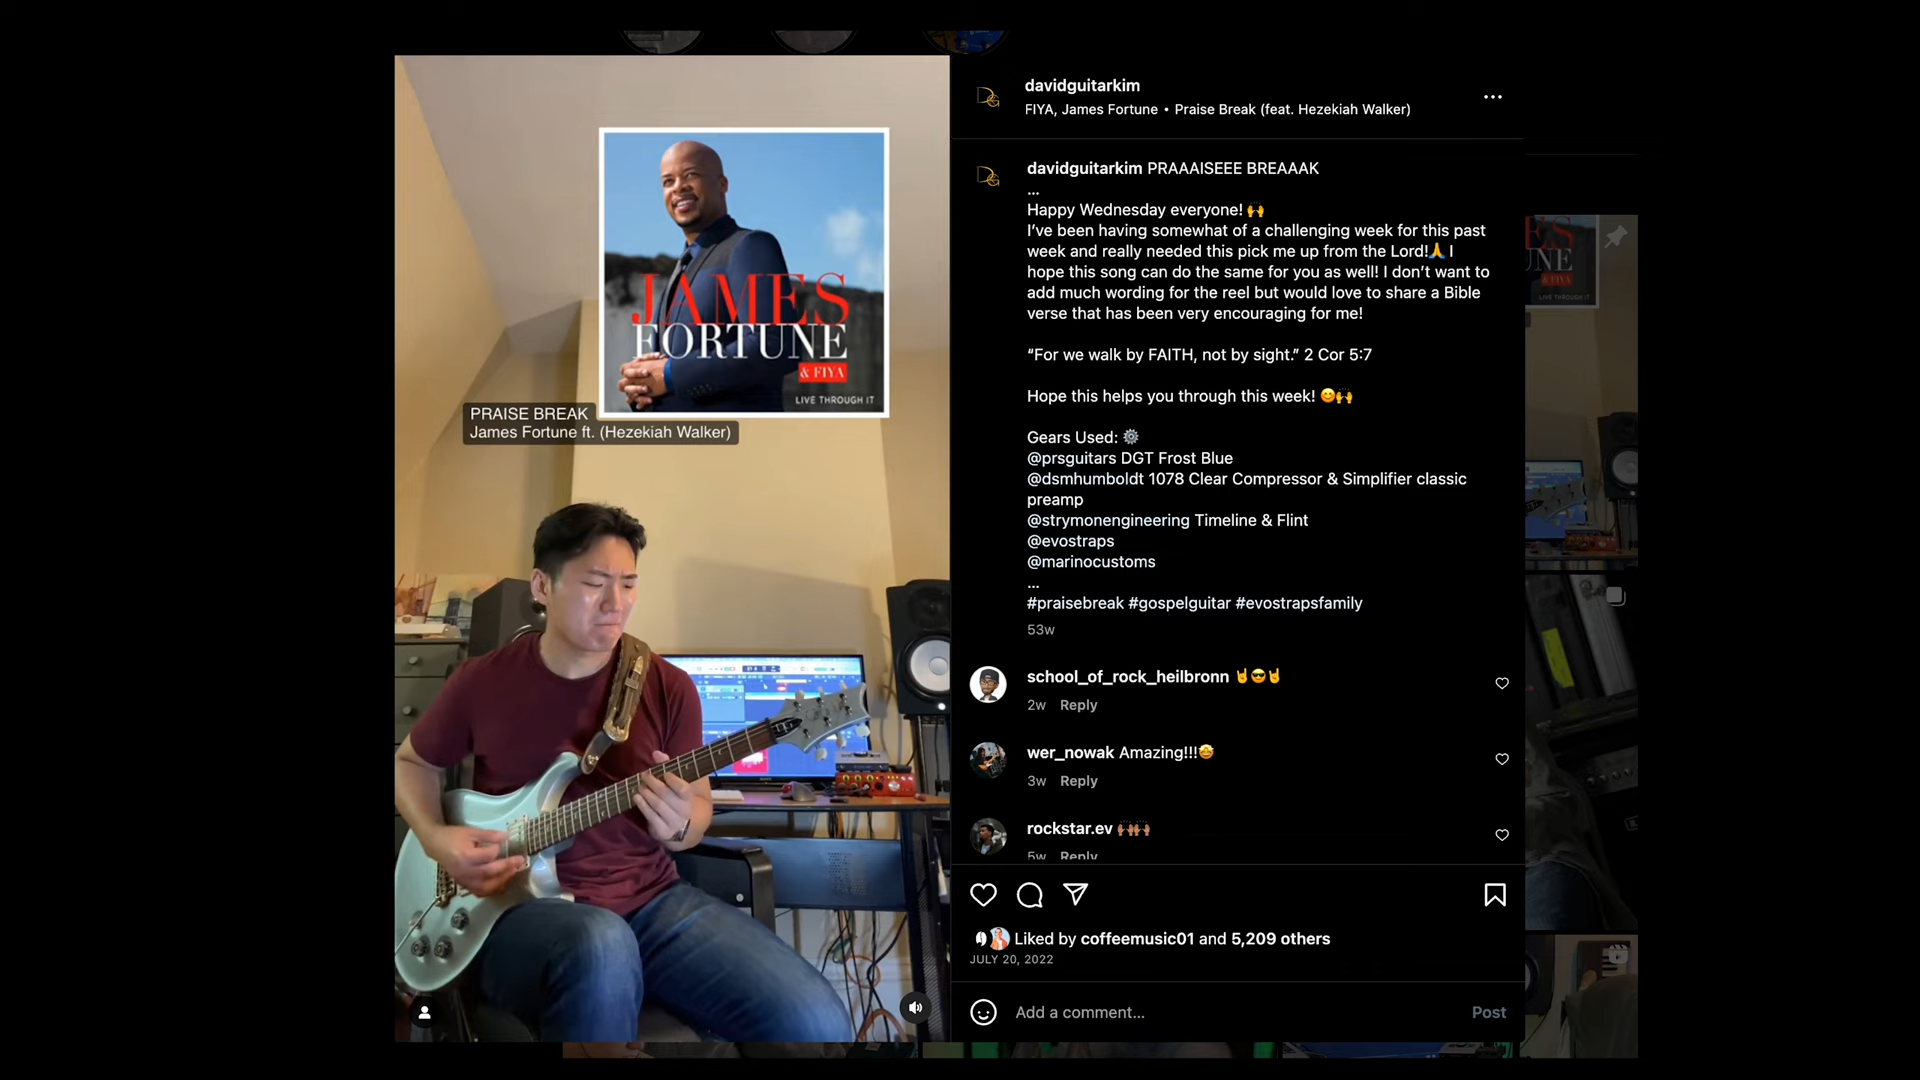 JAMES
FORTUNE
& FIYA
LIVE THROUGH IT
PRAISE BREAK
James Fortune ft. (Hezekiah Walker)
davidguitarkim
FIYA, James Fortune • Praise Break (feat. Hezekiah Walker)
davidguitarkim PRAAAISEEE BREAAAK
...
Happy Wednesday everyone! 🙌
I've been having somewhat of a challenging week for this past
week and really needed this pick me up from the Lord!🙏 I
hope this song can do the same for you as well! I don't want to
add much wording for the reel but would love to share a Bible
verse that has been very encouraging for me!
“For we walk by FAITH, not by sight.” 2 Cor 5:7
Hope this helps you through this week! 😊🙌
Gears Used: ⚙️
@prsguitars DGT Frost Blue
@dsmhumboldt 1078 Clear Compressor & Simplifier classic
preamp
@strymonengineering Timeline & Flint
@evostraps
@marinocustoms
...
#praisebreak #gospelguitar #evostrapsfamily
53w
school_of_rock_heilbronn 🤘😎🤘
2w Reply
wer_nowak Amazing!!!🤩
3w Reply
rockstar.ev 🙌🏽🙌🏽
5w Reply
Liked by coffeemusic01 and 5,209 others
JULY 20, 2022
Add a comment...
Post
LIVE THROUGH IT